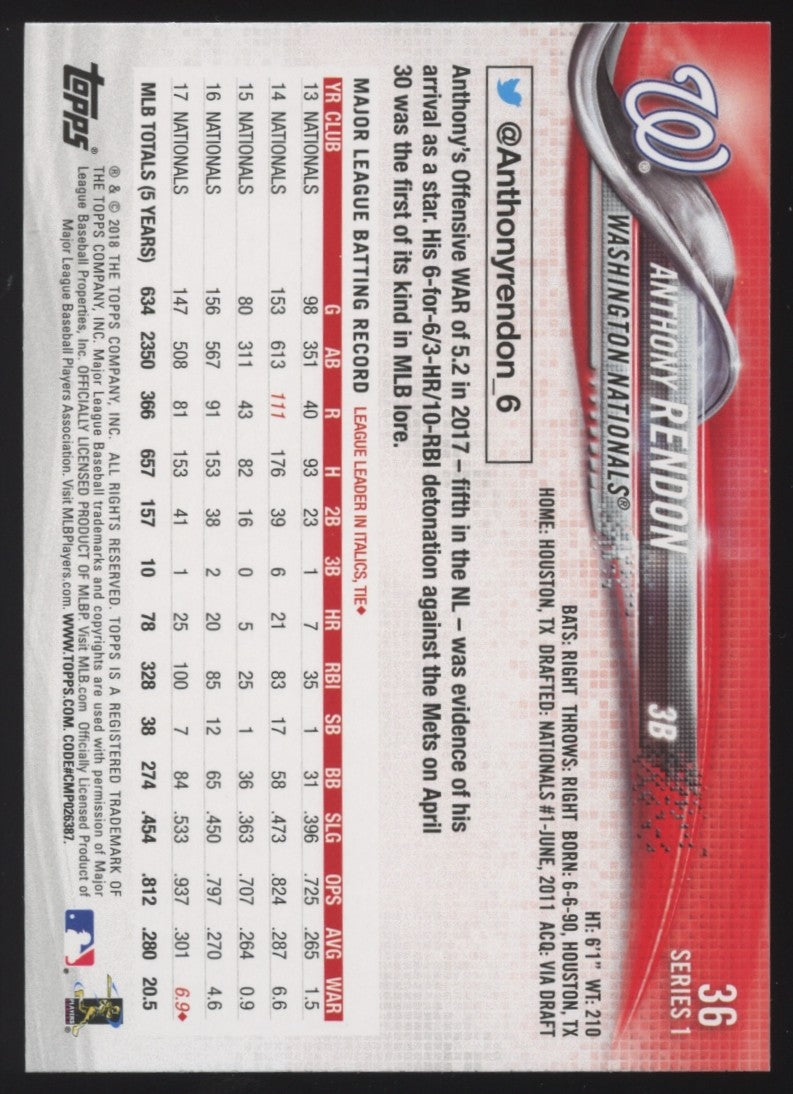 36
SERIES 1
W®
ANTHONY RENDON 3B
WASHINGTON NATIONALS®
HT: 6'1" WT: 210
BATS: RIGHT THROWS: RIGHT BORN: 6-6-90, HOUSTON, TX
HOME: HOUSTON, TX DRAFTED: NATIONALS #1-JUNE, 2011 ACQ: VIA DRAFT
@Anthonyrendon_6
Anthony's Offensive WAR of 5.2 in 2017 – fifth in the NL – was evidence of his
arrival as a star. His 6-for-6/3-HR/10-RBI detonation against the Mets on April
30 was the first of its kind in MLB lore.
MAJOR LEAGUE BATTING RECORD LEAGUE LEADER IN ITALICS, TIE♦
YR CLUB G AB R H 2B 3B HR RBI SB BB SLG OPS AVG WAR
13 NATIONALS 98 351 40 93 23 1 7 35 1 31 .396 .725 .265 1.5
14 NATIONALS 153 613 111 176 39 6 21 83 17 58 .473 .824 .287 6.6
15 NATIONALS 80 311 43 82 16 0 5 25 1 36 .363 .707 .264 0.9
16 NATIONALS 156 567 91 153 38 2 20 85 12 65 .450 .797 .270 4.6
17 NATIONALS 147 508 81 153 41 1 25 100 7 84 .533 .937 .301 6.9♦
MLB TOTALS (5 YEARS) 634 2350 366 657 157 10 78 328 38 274 .454 .812 .280 20.5
topps®
® & © 2018 THE TOPPS COMPANY, INC. ALL RIGHTS RESERVED. TOPPS IS A REGISTERED TRADEMARK OF
THE TOPPS COMPANY, INC. Major League Baseball trademarks and copyrights are used with permission of Major
League Baseball Properties, Inc. OFFICIALLY LICENSED PRODUCT OF MLBP. Visit MLB.com Officially Licensed Product of
Major League Baseball Players Association. Visit MLBPlayers.com. WWW.TOPPS.COM. CODE#CMP026387.
PLAYERS